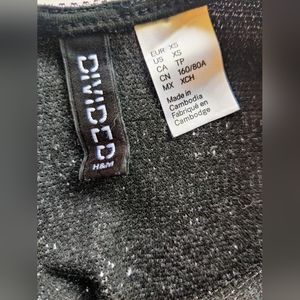 DIVIDED
H&M
EUR XS
US XS
CA TP
CN 160/80A
MX XCH
Made in
Cambodia
Fabriqué en
Cambodge